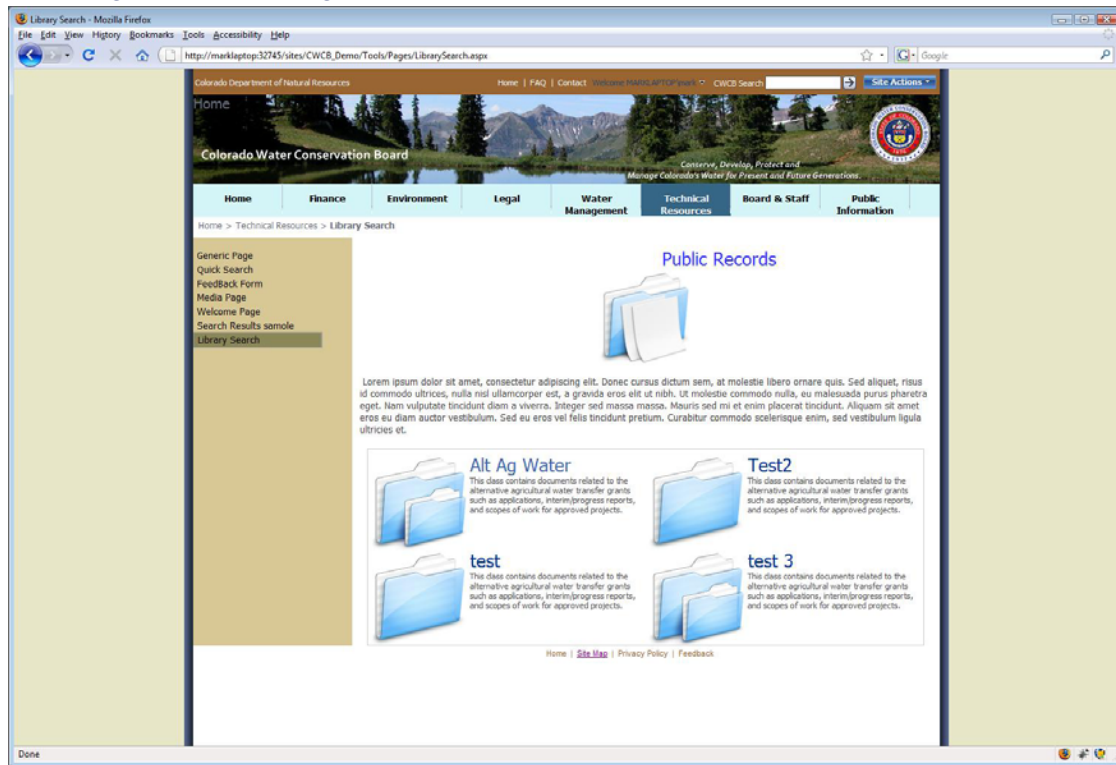 Library Search - Mozilla Firefox
File Edit View History Bookmarks Tools Accessibility Help
http://marklaptop:32745/sites/CWCB_Demo/Tools/Pages/LibrarySearch.aspx
Google
Colorado Department of Natural Resources
Home | FAQ | Contact Welcome MARKLAPTOP\mark CWCB Search
Site Actions
Home
Colorado Water Conservation Board
Conserve, Develop, Protect and
Manage Colorado's Water for Present and Future Generations.
Home Finance Environment Legal Water Management Technical Resources Board & Staff Public Information
Home > Technical Resources > Library Search
Generic Page
Quick Search
FeedBack Form
Media Page
Welcome Page
Search Results samole
Library Search
Public Records
Lorem ipsum dolor sit amet, consectetur adipiscing elit. Donec cursus dictum sem, at molestie libero ornare quis. Sed aliquet, risus
id commodo ultrices, nulla nisl ullamcorper est, a gravida eros elit ut nibh. Ut molestie commodo nulla, eu malesuada purus pharetra
eget. Nam vulputate tincidunt diam a viverra. Integer sed massa massa. Mauris sed mi et enim placerat tincidunt. Aliquam sit amet
eros eu diam auctor vestibulum. Sed eu eros vel felis tincidunt pretium. Curabitur commodo scelerisque enim, sed vestibulum ligula
ultricies et.
Alt Ag Water
This class contains documents related to the
alternative agricultural water transfer grants
such as applications, interim/progress reports,
and scopes of work for approved projects.
Test2
This class contains documents related to the
alternative agricultural water transfer grants
such as applications, interim/progress reports,
and scopes of work for approved projects.
test
This class contains documents related to the
alternative agricultural water transfer grants
such as applications, interim/progress reports,
and scopes of work for approved projects.
test 3
This class contains documents related to the
alternative agricultural water transfer grants
such as applications, interim/progress reports,
and scopes of work for approved projects.
Home | Site Map | Privacy Policy | Feedback
Done